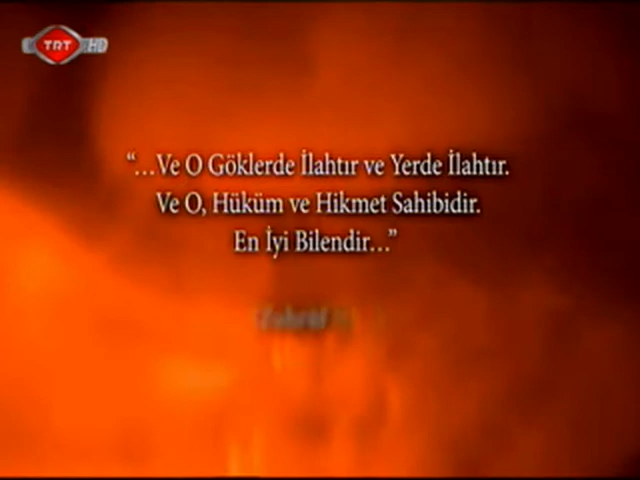 TRT HD
“…Ve O Göklerde İlahtır ve Yerde İlahtır.
Ve O, Hüküm ve Hikmet Sahibidir.
En İyi Bilendir…”